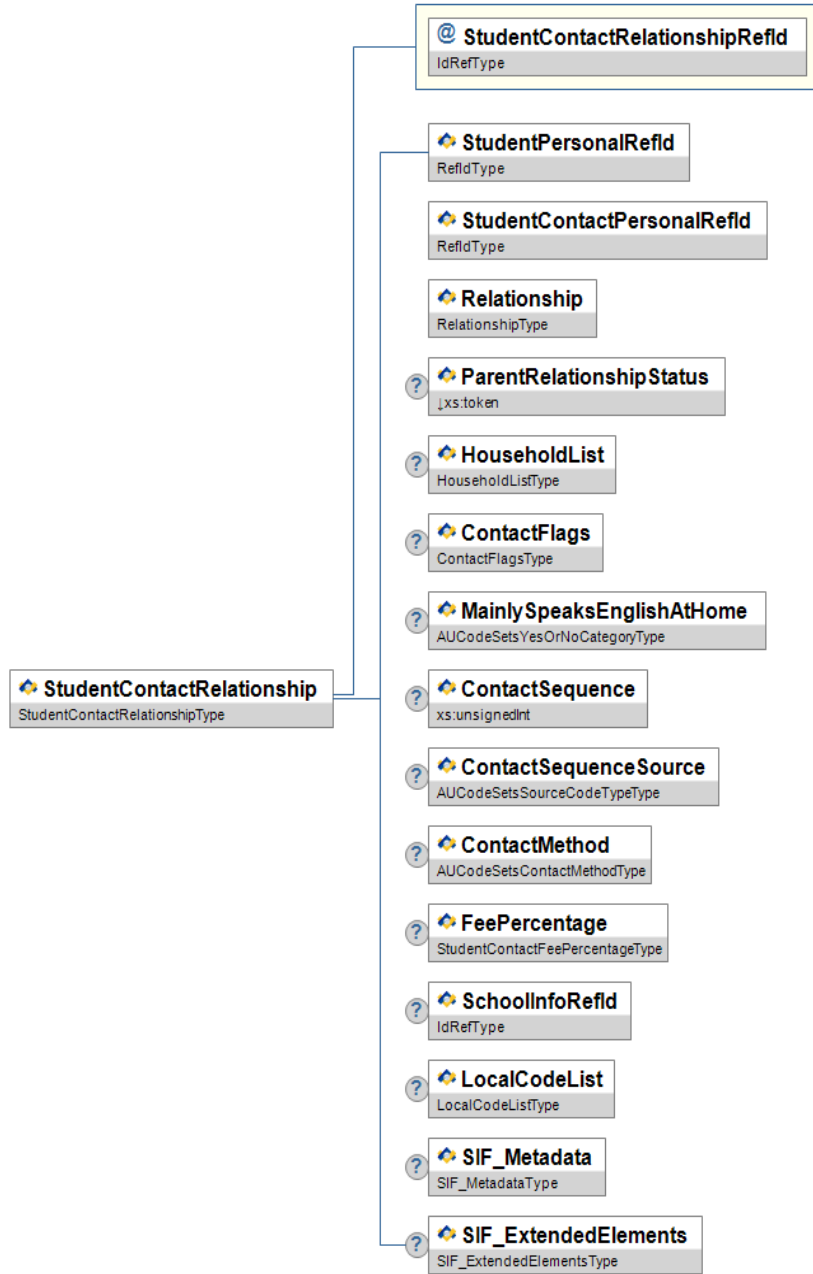 @ StudentContactRelationshipRefId
IdRefType
StudentPersonalRefId
RefIdType
StudentContactPersonalRefId
RefIdType
Relationship
RelationshipType
? ParentRelationshipStatus
↓xs:token
? HouseholdList
HouseholdListType
? ContactFlags
ContactFlagsType
? MainlySpeaksEnglishAtHome
AUCodeSetsYesOrNoCategoryType
StudentContactRelationship
StudentContactRelationshipType
? ContactSequence
xs:unsignedInt
? ContactSequenceSource
AUCodeSetsSourceCodeTypeType
? ContactMethod
AUCodeSetsContactMethodType
? FeePercentage
StudentContactFeePercentageType
? SchoolInfoRefId
IdRefType
? LocalCodeList
LocalCodeListType
? SIF_Metadata
SIF_MetadataType
? SIF_ExtendedElements
SIF_ExtendedElementsType